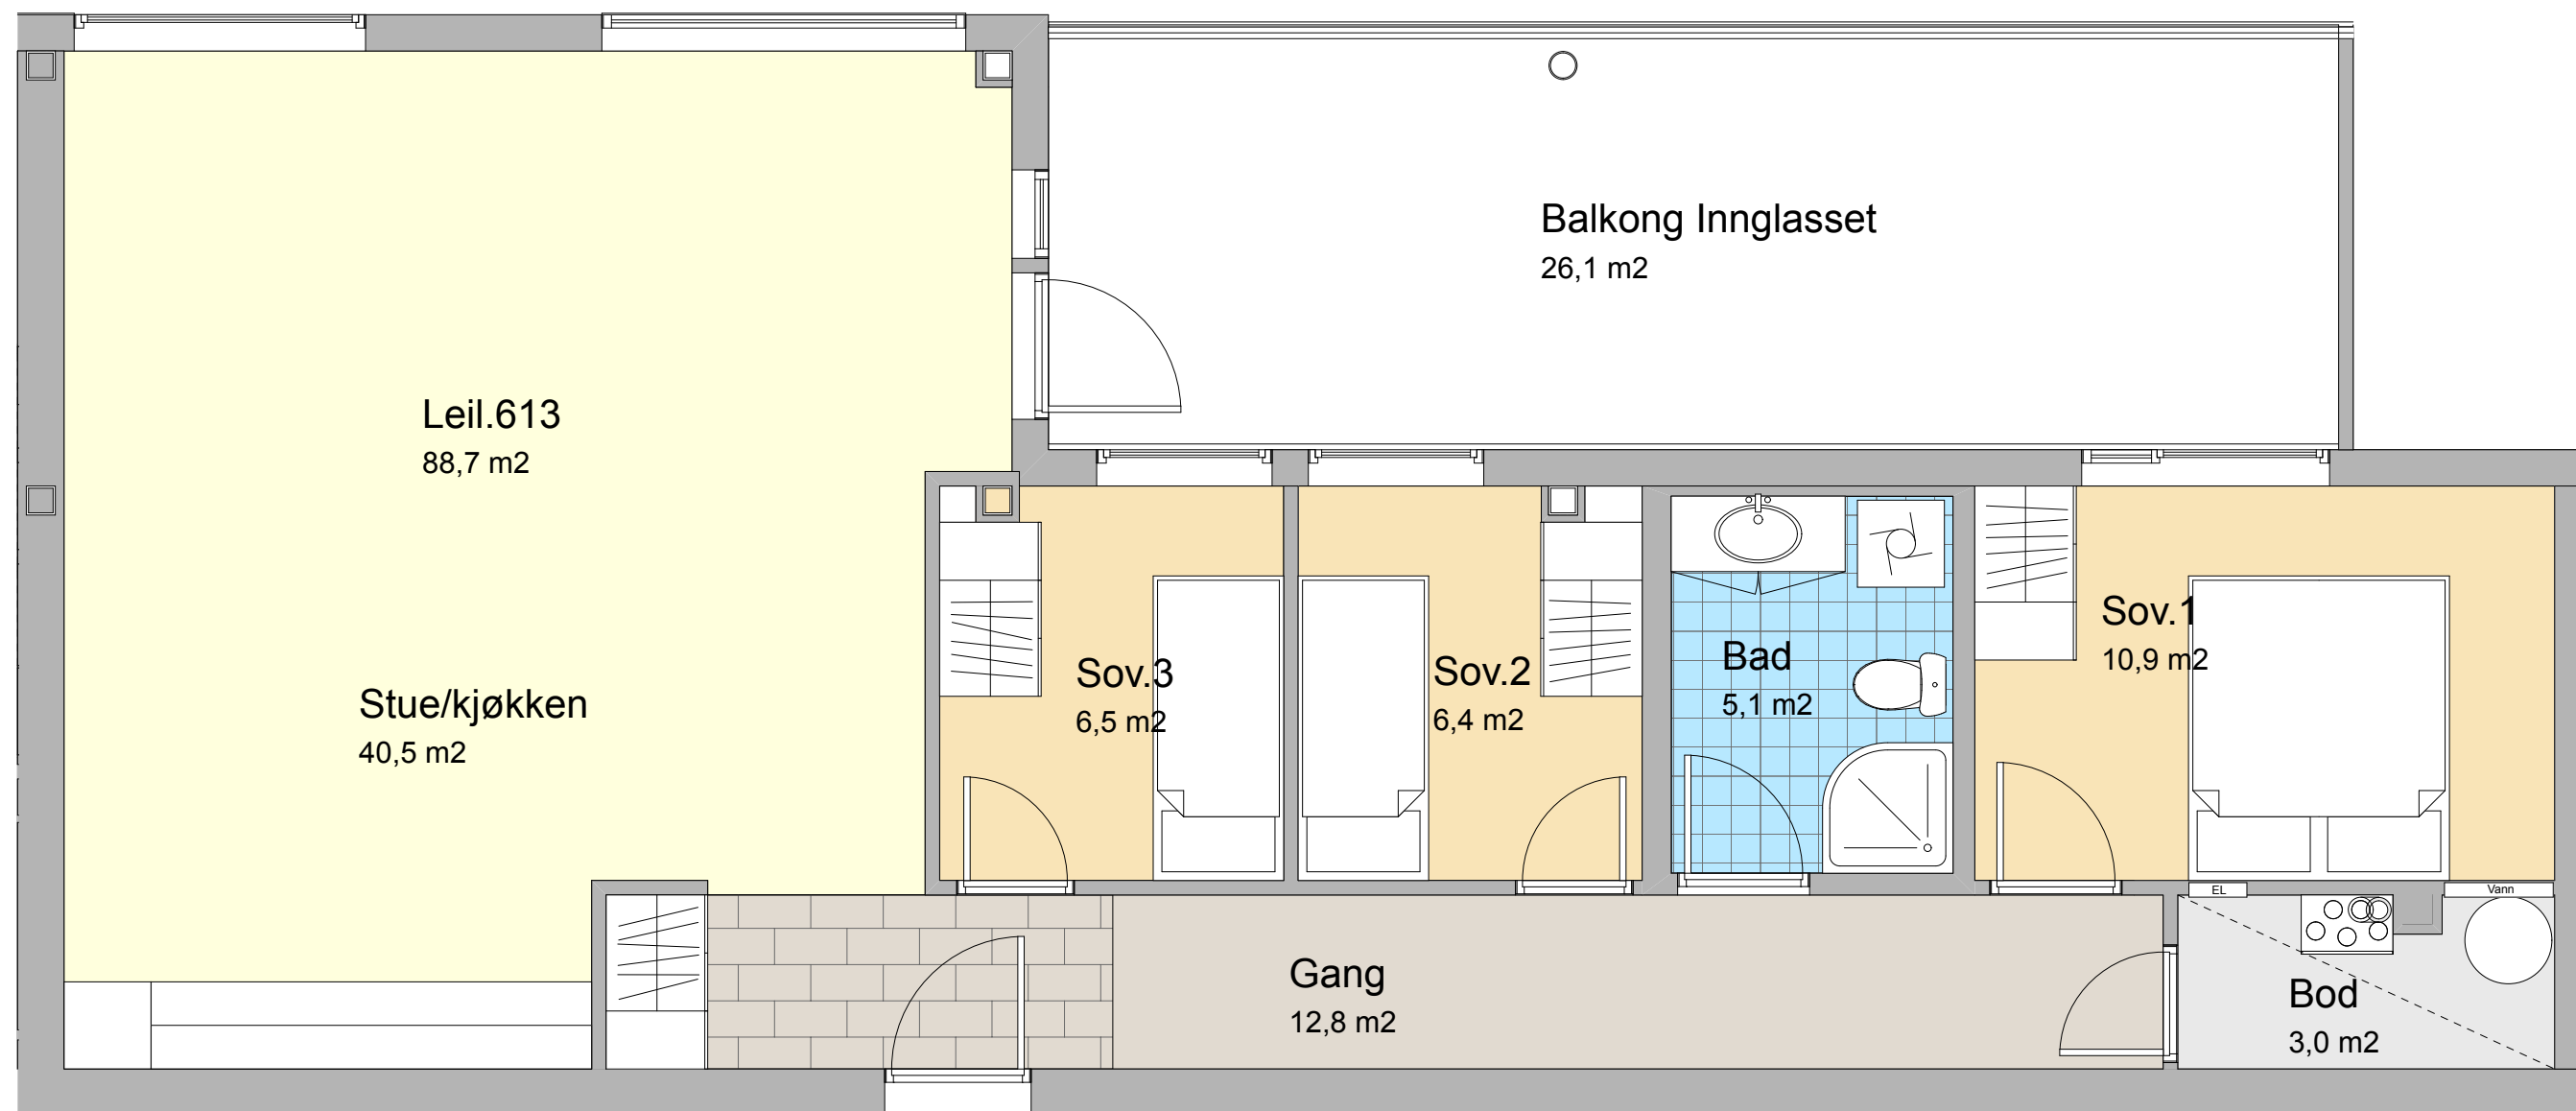 Balkong Innglasset
26,1 m2
Leil.613
88,7 m2
Stue/kjøkken
40,5 m2
Sov.3
6,5 m2
Sov.2
6,4 m2
Bad
5,1 m2
Sov.1
10,9 m2
EL
Vann
Gang
12,8 m2
Bod
3,0 m2